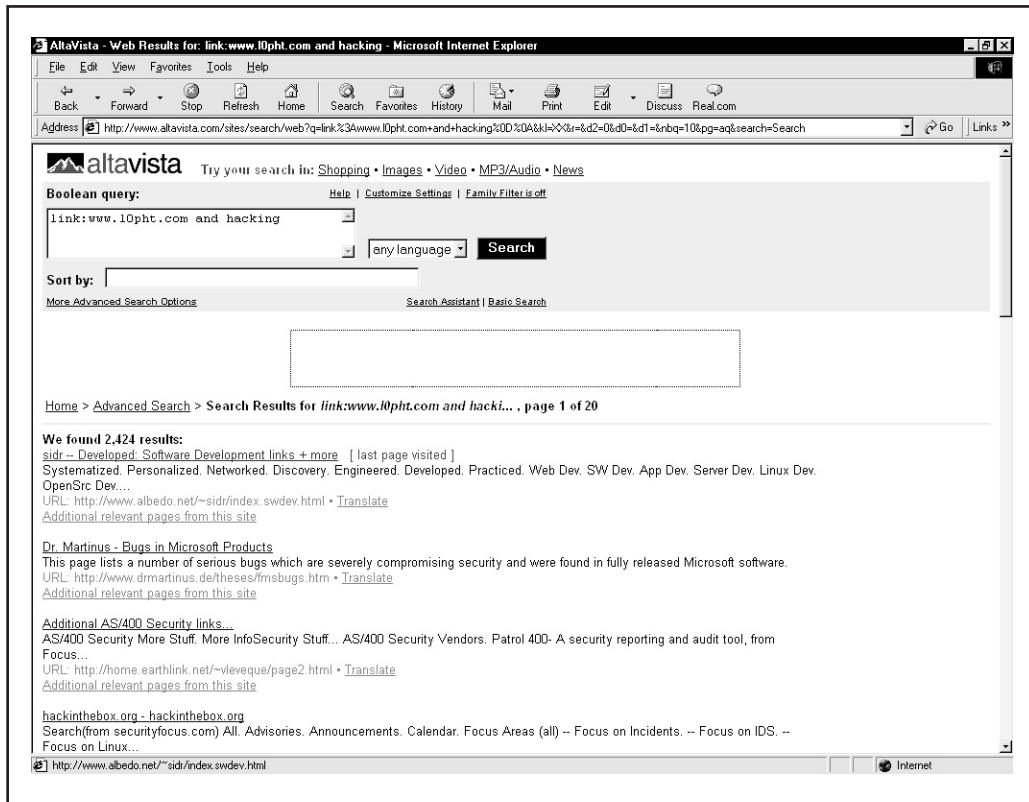 AltaVista - Web Results for: link:www.l0pht.com and hacking - Microsoft Internet Explorer
File Edit View Favorites Tools Help
Back Forward Stop Refresh Home Search Favorites History Mail Print Edit Discuss Real.com
Address http://www.altavista.com/sites/search/web?q=link%3Awww.l0pht.com+and+hacking%0D%0A&kl=XX&r=&d2=0&d0=&d1=&nbq=10&pg=aq&search=Search Go Links »
altavista Try your search in: Shopping • Images • Video • MP3/Audio • News
Boolean query: Help | Customize Settings | Family Filter is off
link:www.l0pht.com and hacking
any language Search
Sort by:
More Advanced Search Options Search Assistant | Basic Search
Home > Advanced Search > Search Results for link:www.l0pht.com and hacki... , page 1 of 20
We found 2,424 results:
sidr -- Developed: Software Development links + more [ last page visited ]
Systematized. Personalized. Networked. Discovery. Engineered. Developed. Practiced. Web Dev. SW Dev. App Dev. Server Dev. Linux Dev.
OpenSrc Dev....
URL: http://www.albedo.net/~sidr/index.swdev.html • Translate
Additional relevant pages from this site
Dr. Martinus - Bugs in Microsoft Products
This page lists a number of serious bugs which are severely compromising security and were found in fully released Microsoft software.
URL: http://www.drmartinus.de/theses/fmsbugs.htm • Translate
Additional relevant pages from this site
Additional AS/400 Security links...
AS/400 Security More Stuff. More InfoSecurity Stuff... AS/400 Security Vendors. Patrol 400- A security reporting and audit tool, from
Focus...
URL: http://home.earthlink.net/~vleveque/page2.html • Translate
Additional relevant pages from this site
hackinthebox.org - hackinthebox.org
Search(from securityfocus.com) All. Advisories. Announcements. Calendar. Focus Areas (all) -- Focus on Incidents. -- Focus on IDS. --
Focus on Linux...
http://www.albedo.net/~sidr/index.swdev.html Internet